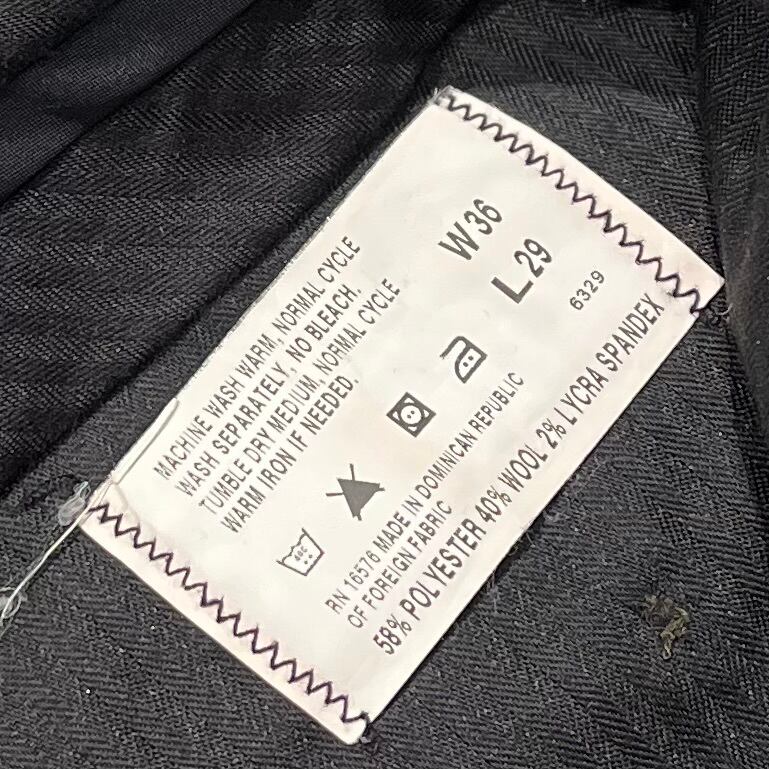 W36
L29
6329
MACHINE WASH WARM, NORMAL CYCLE
WASH SEPARATELY, NO BLEACH.
TUMBLE DRY MEDIUM, NORMAL CYCLE
WARM IRON IF NEEDED.
40C
RN 16576 MADE IN DOMINICAN REPUBLIC
OF FOREIGN FABRIC
58% POLYESTER 40% WOOL 2% LYCRA SPANDEX